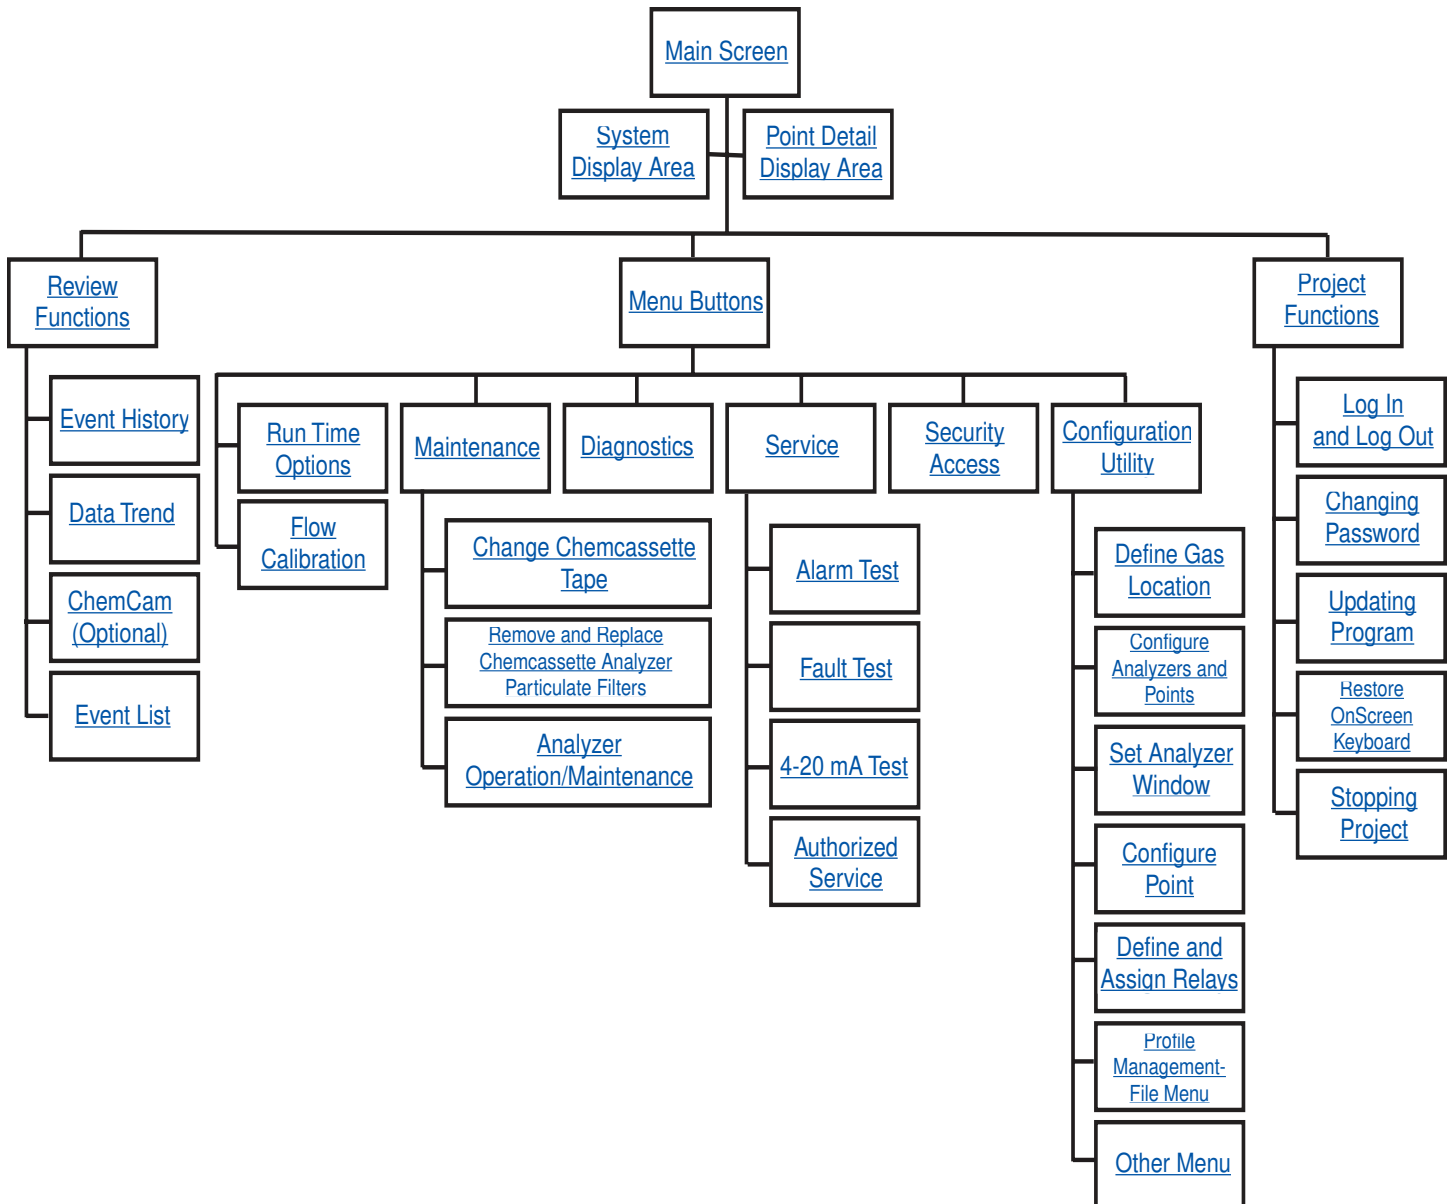 Main Screen
System
Display Area
Point Detail
Display Area
Review
Functions
Menu Buttons
Project
Functions
Event History
Data Trend
ChemCam
(Optional)
Event List
Run Time
Options
Flow
Calibration
Maintenance
Diagnostics
Service
Security
Access
Configuration
Utility
Change Chemcassette
Tape
Remove and Replace
Chemcassette Analyzer
Particulate Filters
Analyzer
Operation/Maintenance
Alarm Test
Fault Test
4-20 mA Test
Authorized
Service
Define Gas
Location
Configure
Analyzers and
Points
Set Analyzer
Window
Configure
Point
Define and
Assign Relays
Profile
Management-
File Menu
Other Menu
Log In
and Log Out
Changing
Password
Updating
Program
Restore
OnScreen
Keyboard
Stopping
Project